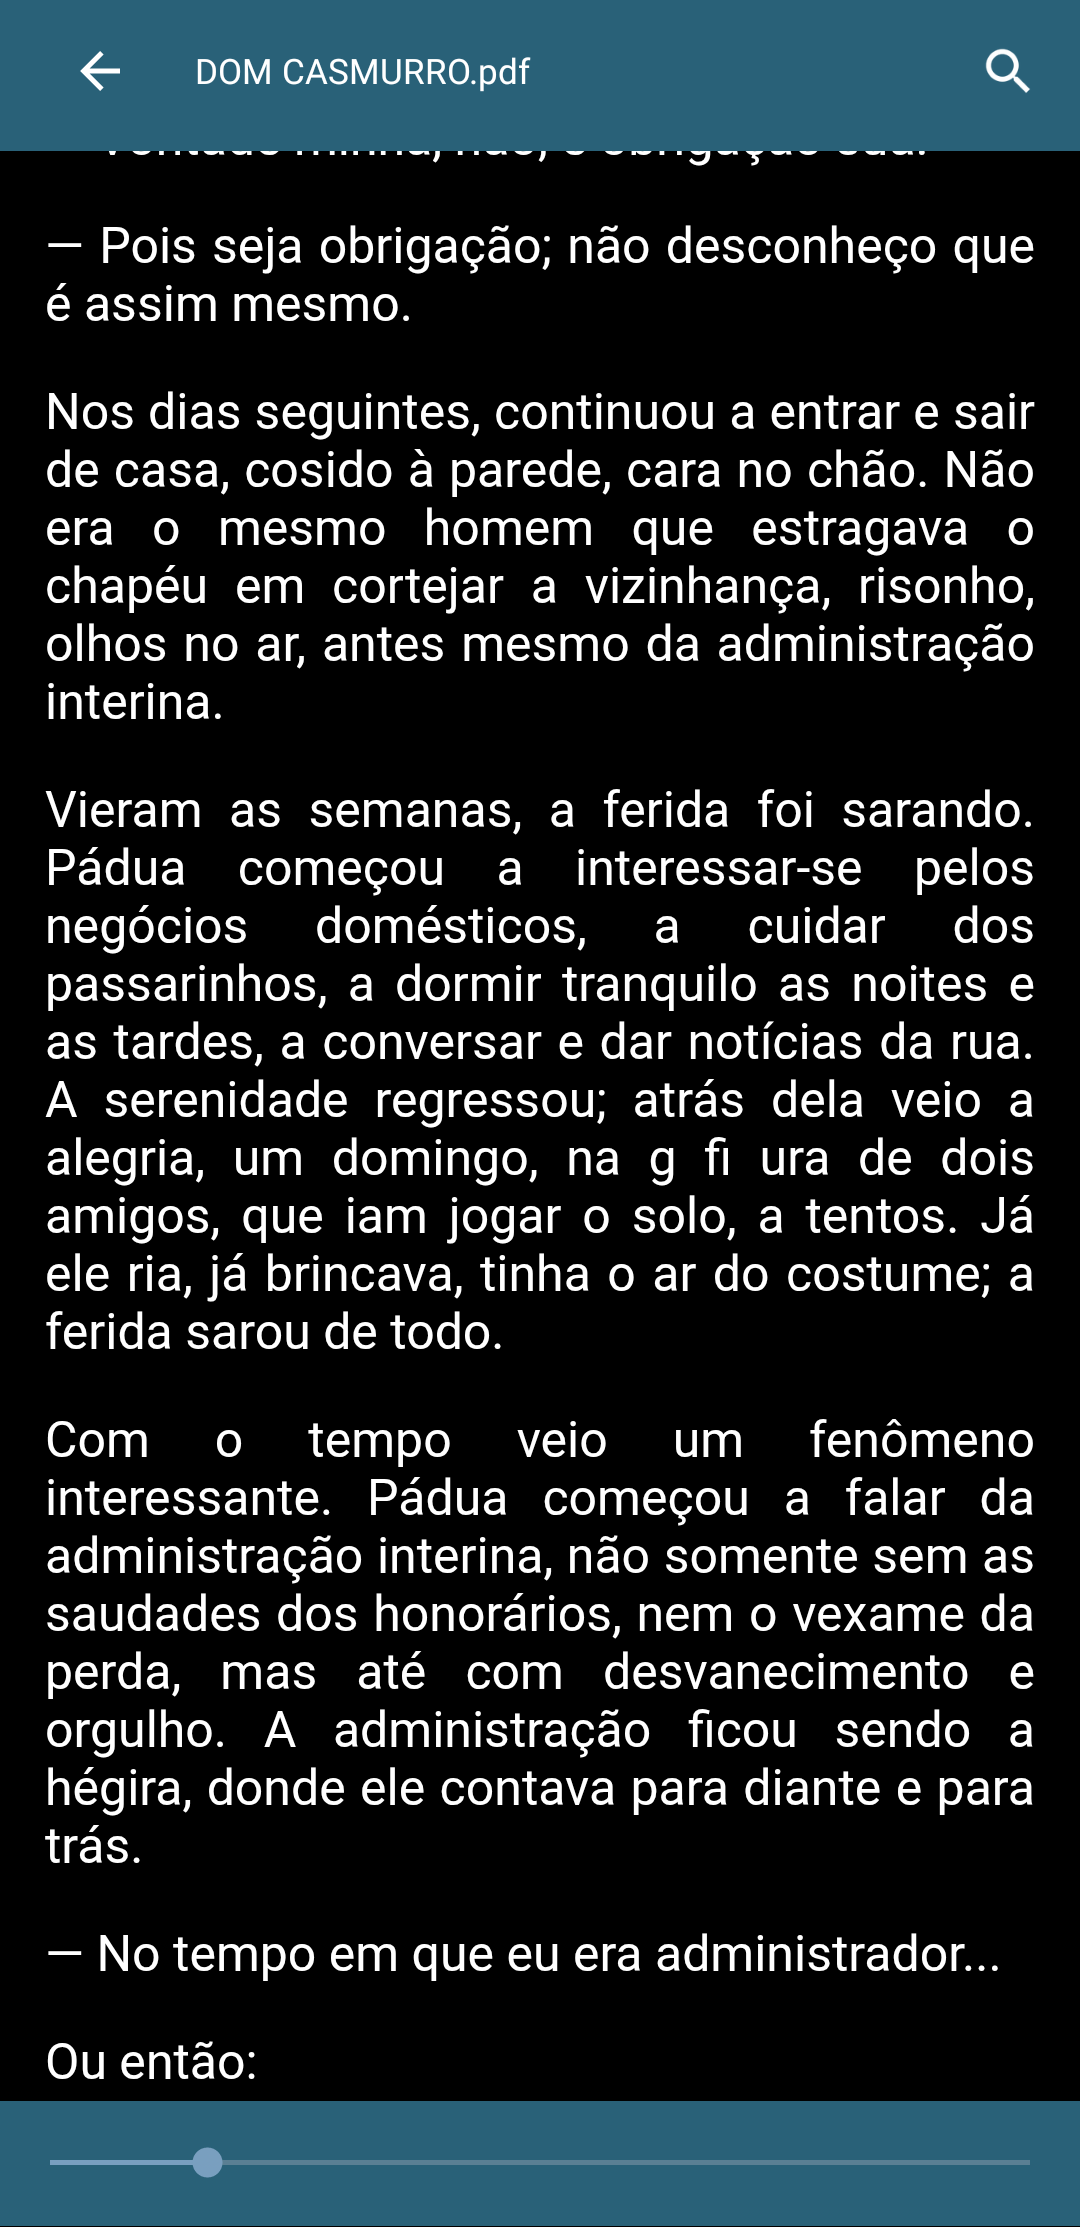 DOM CASMURRO.pdf
— Pois seja obrigação; não desconheço que
é assim mesmo.
Nos dias seguintes, continuou a entrar e sair
de casa, cosido à parede, cara no chão. Não
era o mesmo homem que estragava o
chapéu em cortejar a vizinhança, risonho,
olhos no ar, antes mesmo da administração
interina.
Vieram as semanas, a ferida foi sarando.
Pádua começou a interessar-se pelos
negócios domésticos, a cuidar dos
passarinhos, a dormir tranquilo as noites e
as tardes, a conversar e dar notícias da rua.
A serenidade regressou; atrás dela veio a
alegria, um domingo, na g fi ura de dois
amigos, que iam jogar o solo, a tentos. Já
ele ria, já brincava, tinha o ar do costume; a
ferida sarou de todo.
Com o tempo veio um fenômeno
interessante. Pádua começou a falar da
administração interina, não somente sem as
saudades dos honorários, nem o vexame da
perda, mas até com desvanecimento e
orgulho. A administração ficou sendo a
hégira, donde ele contava para diante e para
trás.
— No tempo em que eu era administrador...
Ou então: